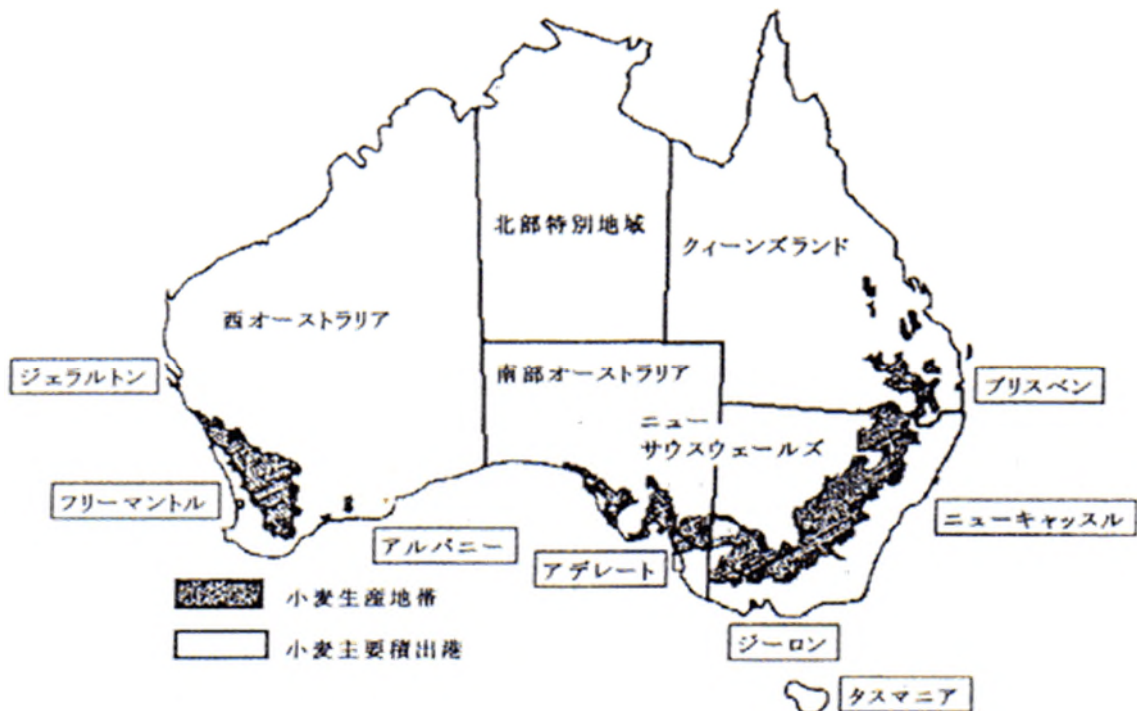 北部特別地域
クィーンズランド
西オーストラリア
ジェラルトン
南部オーストラリア
ブリスベン
ニュー
サウスウェールズ
フリーマントル
ニューキャッスル
アルバニー
アデレート
小麦生産地帯
小麦主要積出港
ジーロン
タスマニア